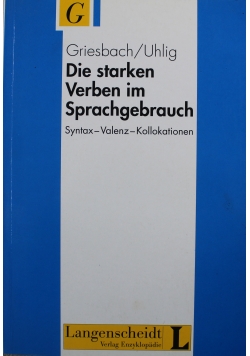 G
Griesbach/Uhlig
Die starken
Verben im
Sprachgebrauch
Syntax–Valenz–Kollokationen
Langenscheidt
Verlag Enzyklopädie
L